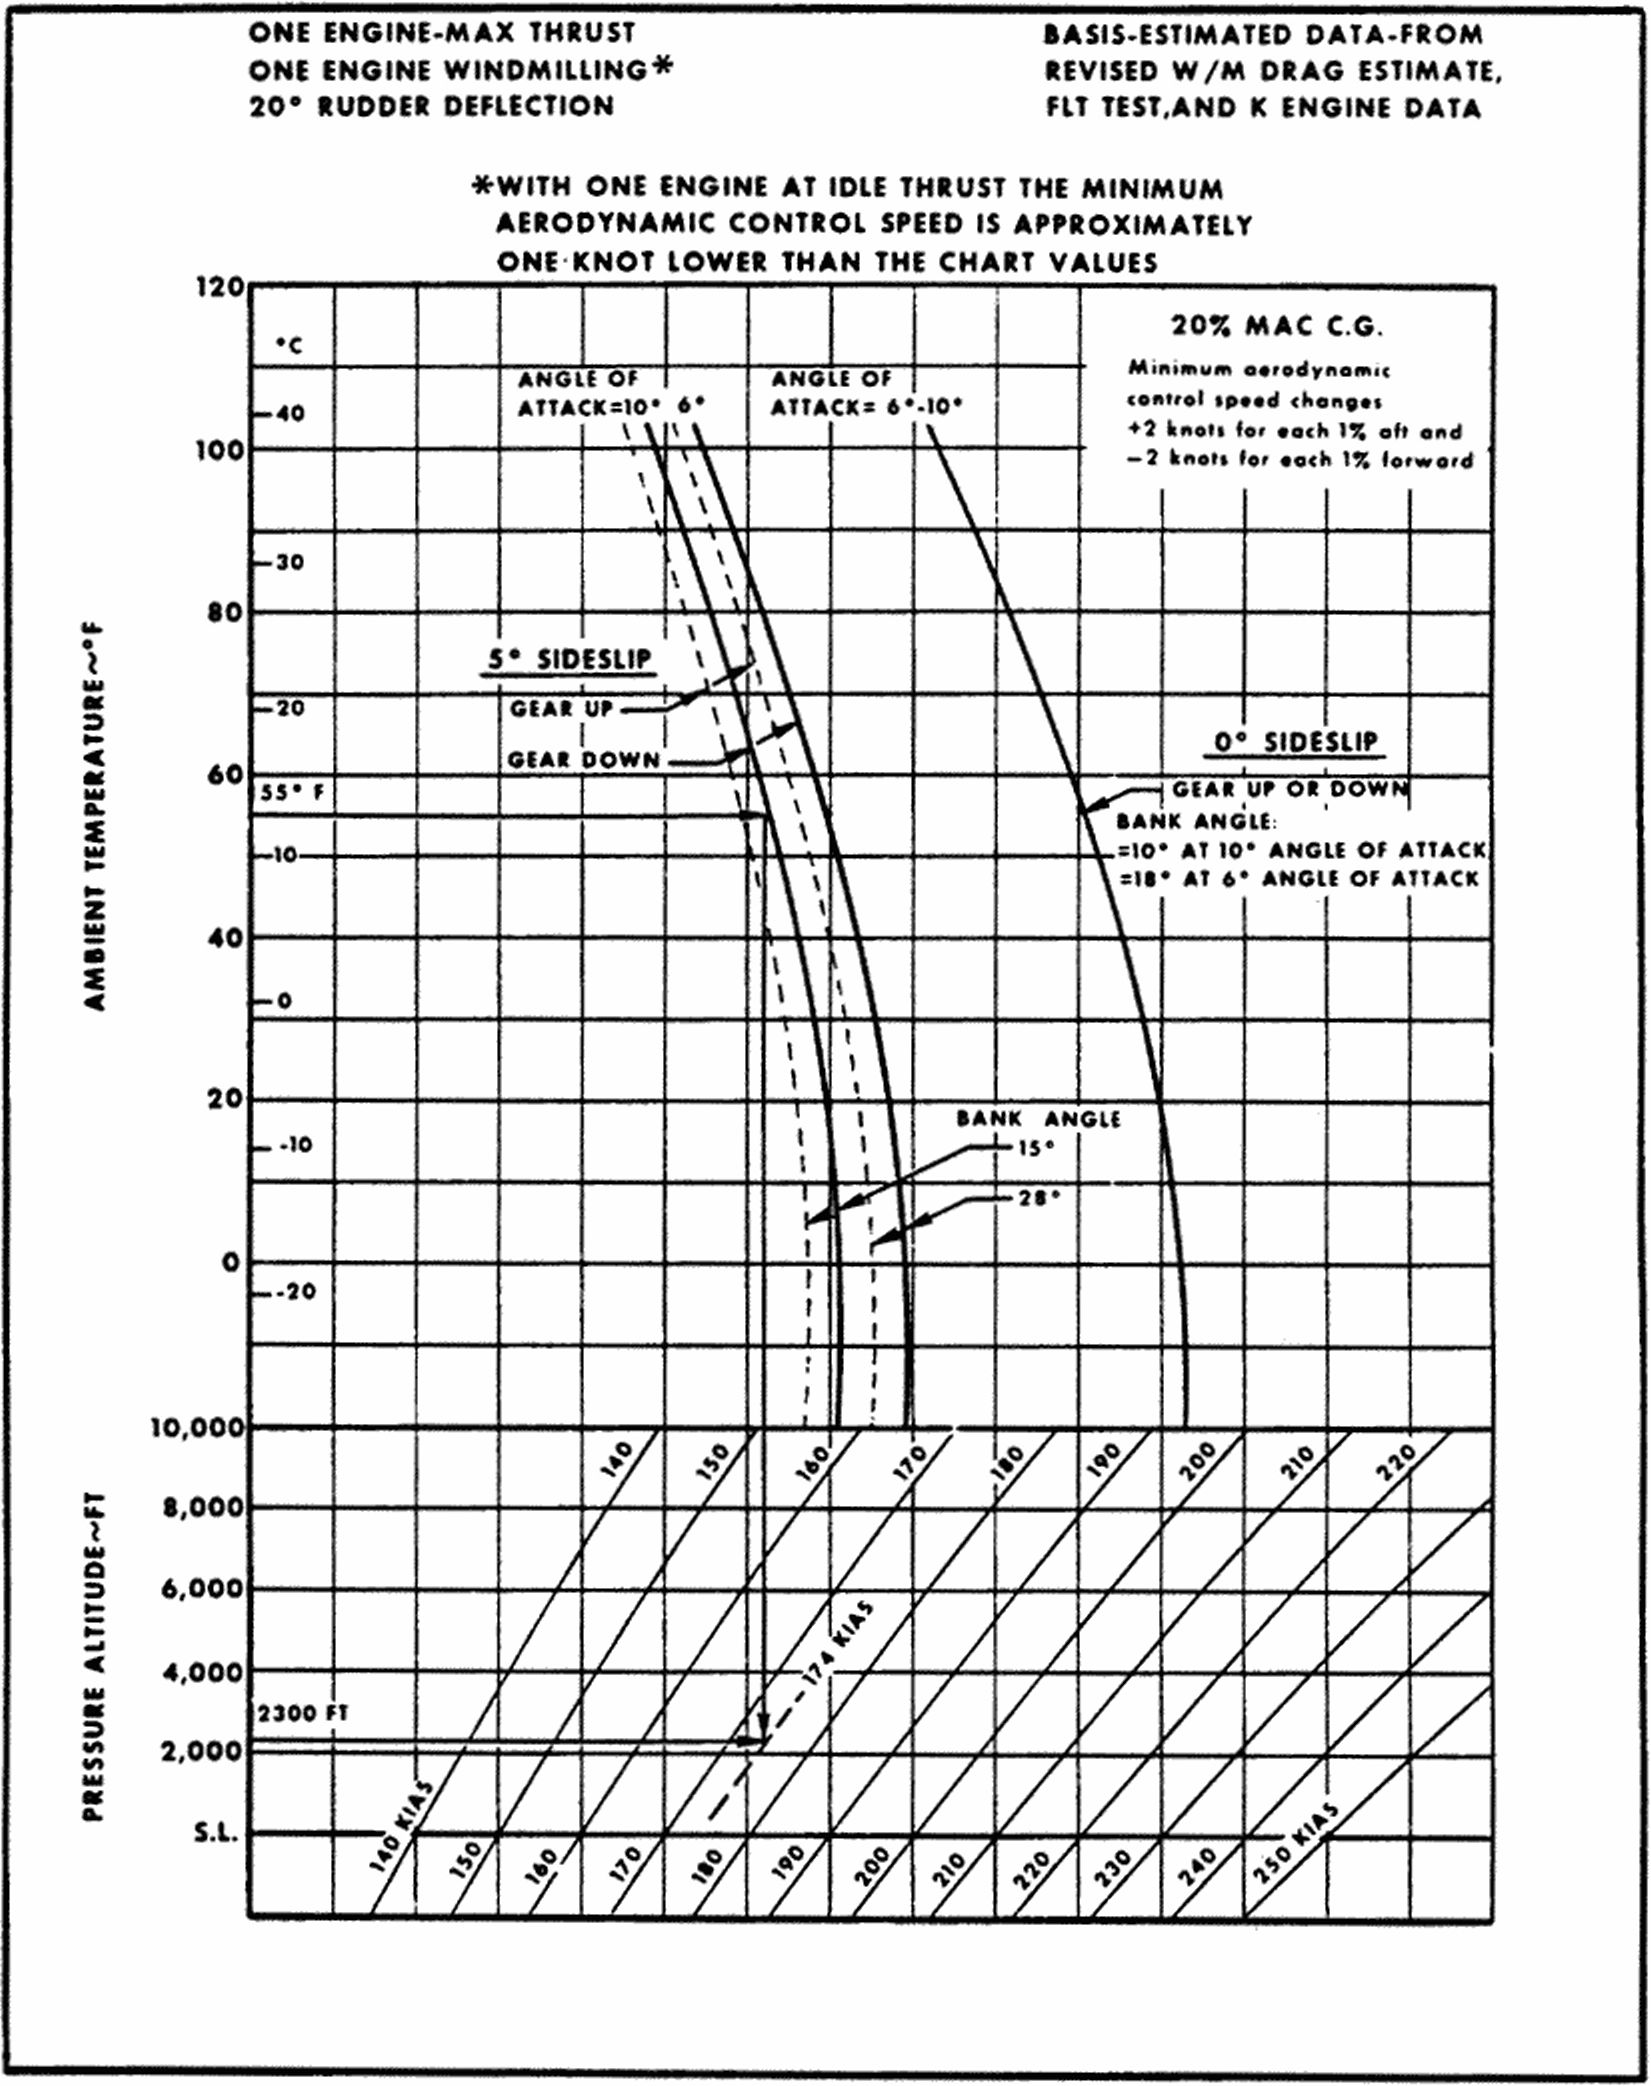 ONE ENGINE-MAX THRUST
ONE ENGINE WINDMILLING*
20° RUDDER DEFLECTION
BASIS-ESTIMATED DATA-FROM
REVISED W/M DRAG ESTIMATE,
FLT TEST,AND K ENGINE DATA
*WITH ONE ENGINE AT IDLE THRUST THE MINIMUM
AERODYNAMIC CONTROL SPEED IS APPROXIMATELY
ONE KNOT LOWER THAN THE CHART VALUES
20% MAC C.G.
Minimum aerodynamic
control speed changes
+2 knots for each 1% aft and
-2 knots for each 1% forward
AMBIENT TEMPERATURE~°F
120
100
80
60
40
20
0
°C
40
30
20
10
0
-10
-20
55° F
ANGLE OF
ATTACK=10° 6°
ANGLE OF
ATTACK= 6°-10°
5° SIDESLIP
GEAR UP
GEAR DOWN
0° SIDESLIP
GEAR UP OR DOWN
BANK ANGLE:
=10° AT 10° ANGLE OF ATTACK
=18° AT 6° ANGLE OF ATTACK
BANK ANGLE
15°
28°
PRESSURE ALTITUDE~FT
10,000
8,000
6,000
4,000
2,000
S.L.
2300 FT
140
150
160
170
180
190
200
210
220
174 KIAS
140 KIAS
150
160
170
180
190
200
210
220
230
240
250 KIAS